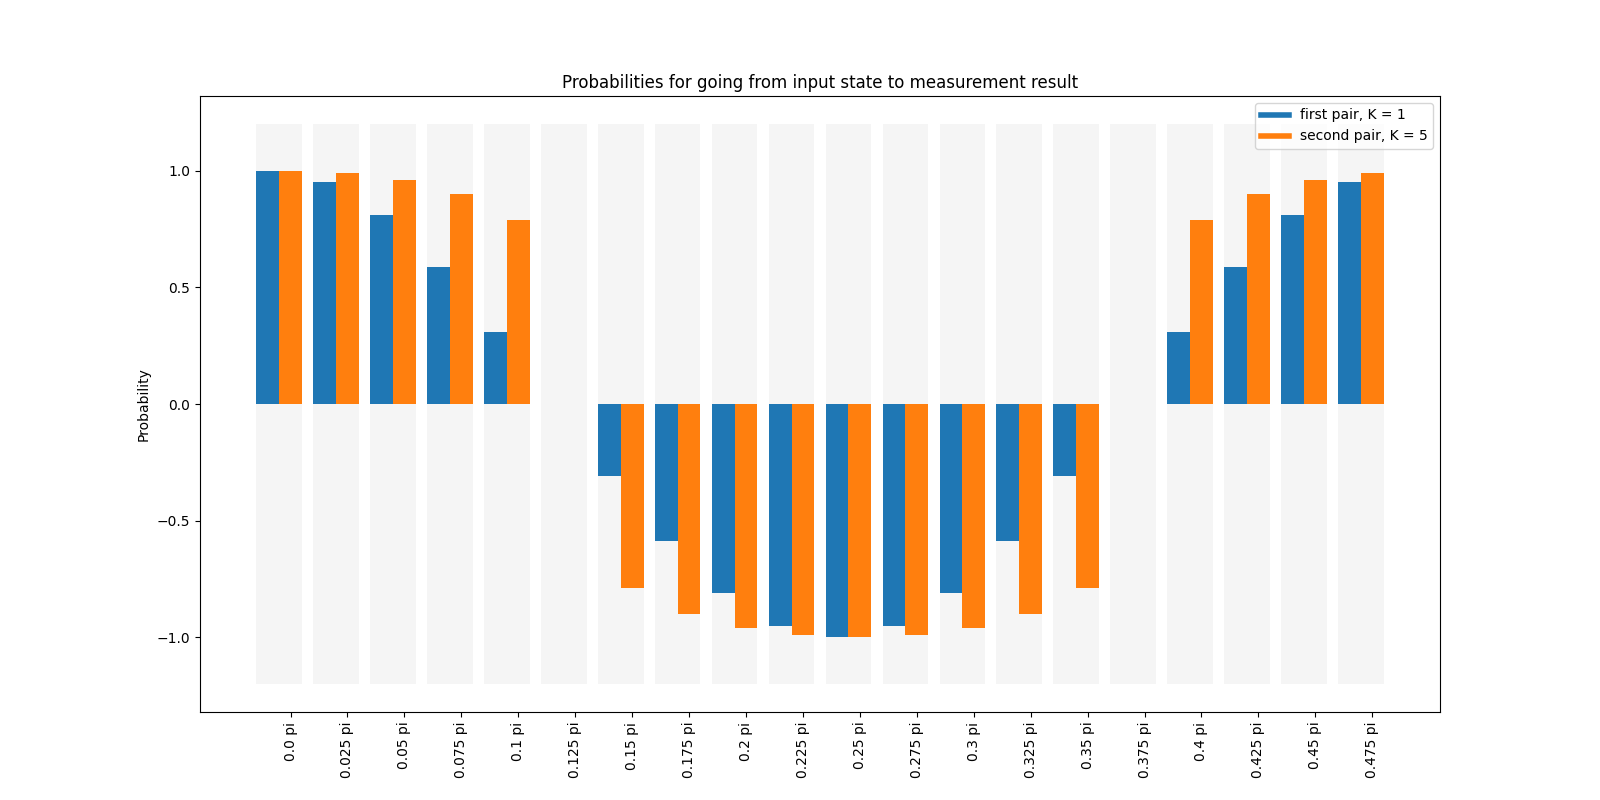 Probabilities for going from input state to measurement result
first pair, K = 1
second pair, K = 5
Probability
1.0
0.5
0.0
−0.5
−1.0
0.0 pi
0.025 pi
0.05 pi
0.075 pi
0.1 pi
0.125 pi
0.15 pi
0.175 pi
0.2 pi
0.225 pi
0.25 pi
0.275 pi
0.3 pi
0.325 pi
0.35 pi
0.375 pi
0.4 pi
0.425 pi
0.45 pi
0.475 pi